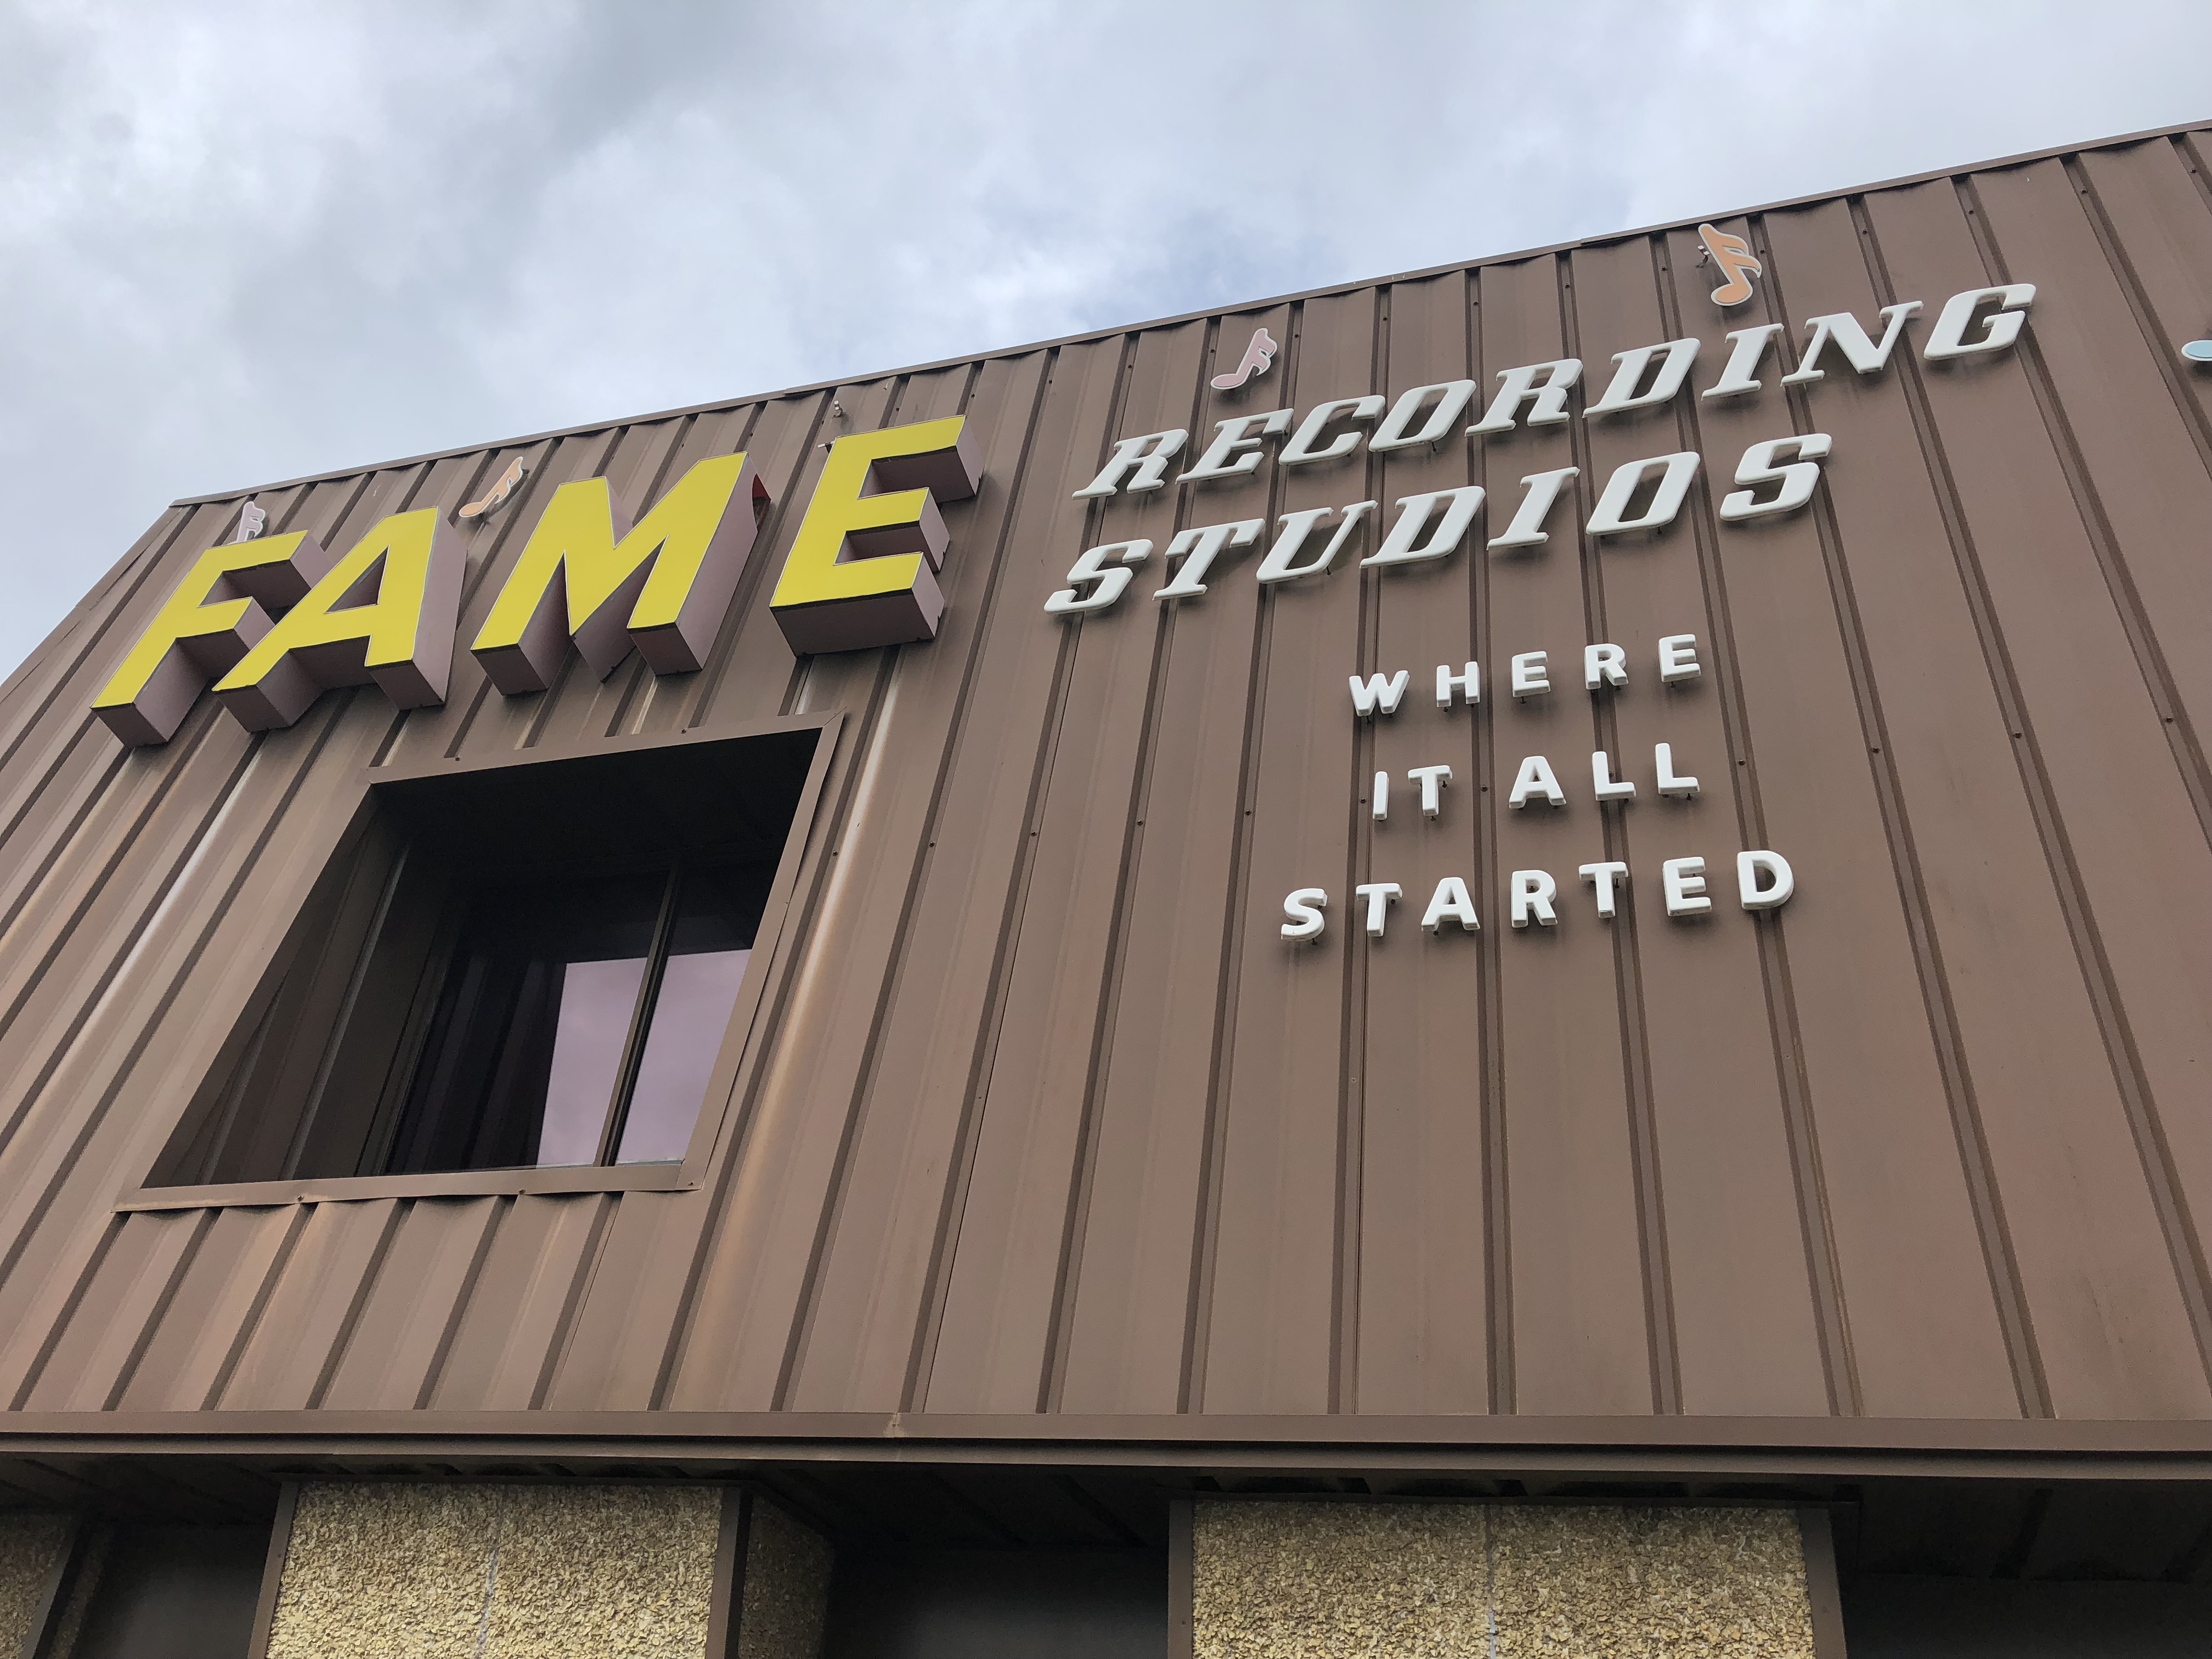 FAME
RECORDING
STUDIOS
WHERE
IT ALL
STARTED